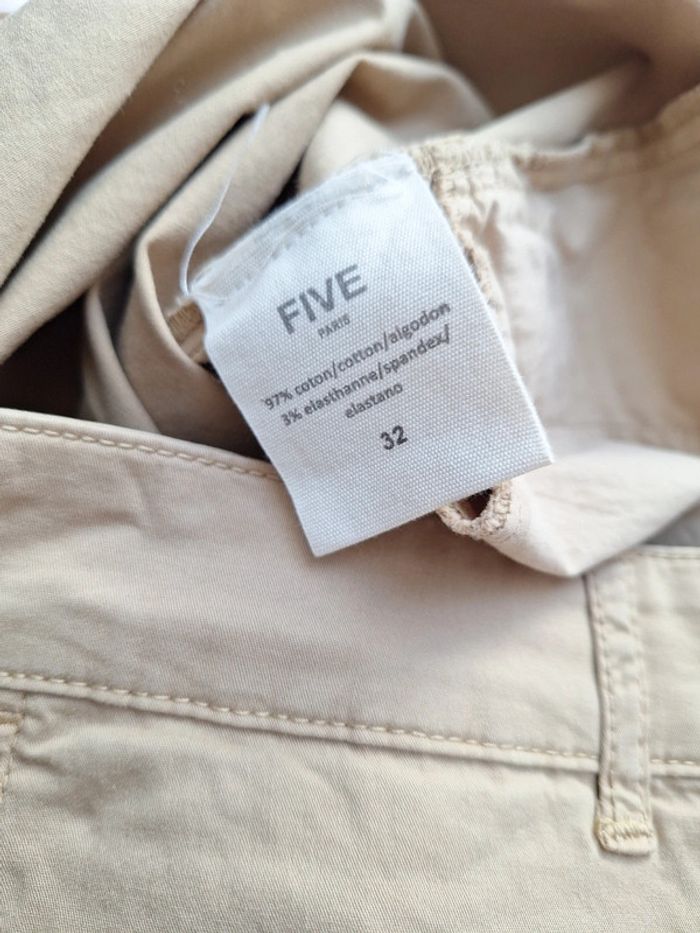 FIVE
PARIS
97% coton/cotton/algodon
3% elasthanne/spandex/
elastano
32